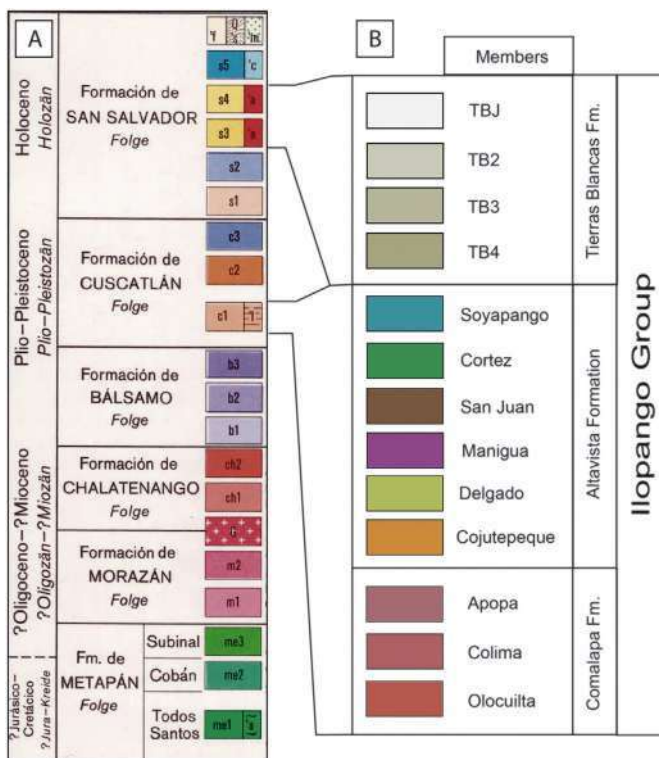 A
'f
Q
's
'm
s5
'c
Formación de
SAN SALVADOR
Folge
s4
'a
s3
'a
s2
s1
Holoceno
Holozän
c3
Formación de
CUSCATLÁN
Folge
c2
c1
'l
Plio-Pleistoceno
Plio-Pleistozän
b3
Formación de
BÁLSAMO
Folge
b2
b1
Formación de
CHALATENANGO
Folge
ch2
ch1
G
Formación de
MORAZÁN
Folge
m2
m1
?Oligoceno-?Mioceno
?Oligozän-?Miozän
Fm. de
METAPÁN
Folge
Subinal
me3
Cobán
me2
Todos
Santos
me1
?Jurásico-
Cretácico
?Jura-Kreide
B
Members
TBJ
TB2
TB3
TB4
Tierras Blancas Fm.
Soyapango
Cortez
San Juan
Manigua
Delgado
Cojutepeque
Altavista Formation
Apopa
Colima
Olocuilta
Comalapa Fm.
Ilopango Group